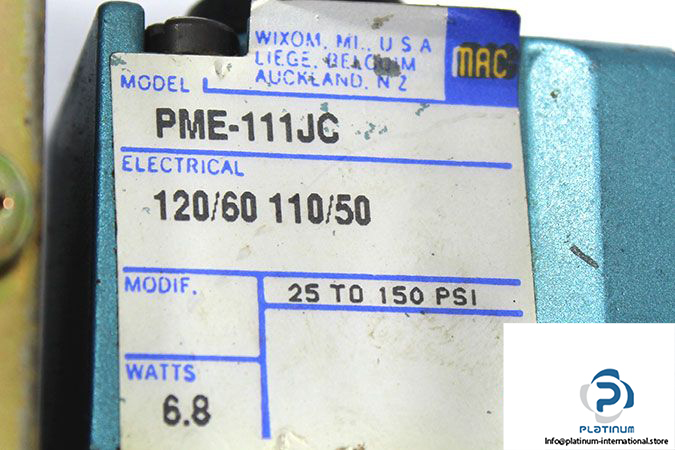 WIXOM, MI., U S A
LIEGE, BELGIUM
AUCKLAND, N Z
MAC
MODEL
PME-111JC
ELECTRICAL
120/60 110/50
MODIF.
25 TO 150 PSI
WATTS
6.8
PLATINUM
Info@platinum-international.store